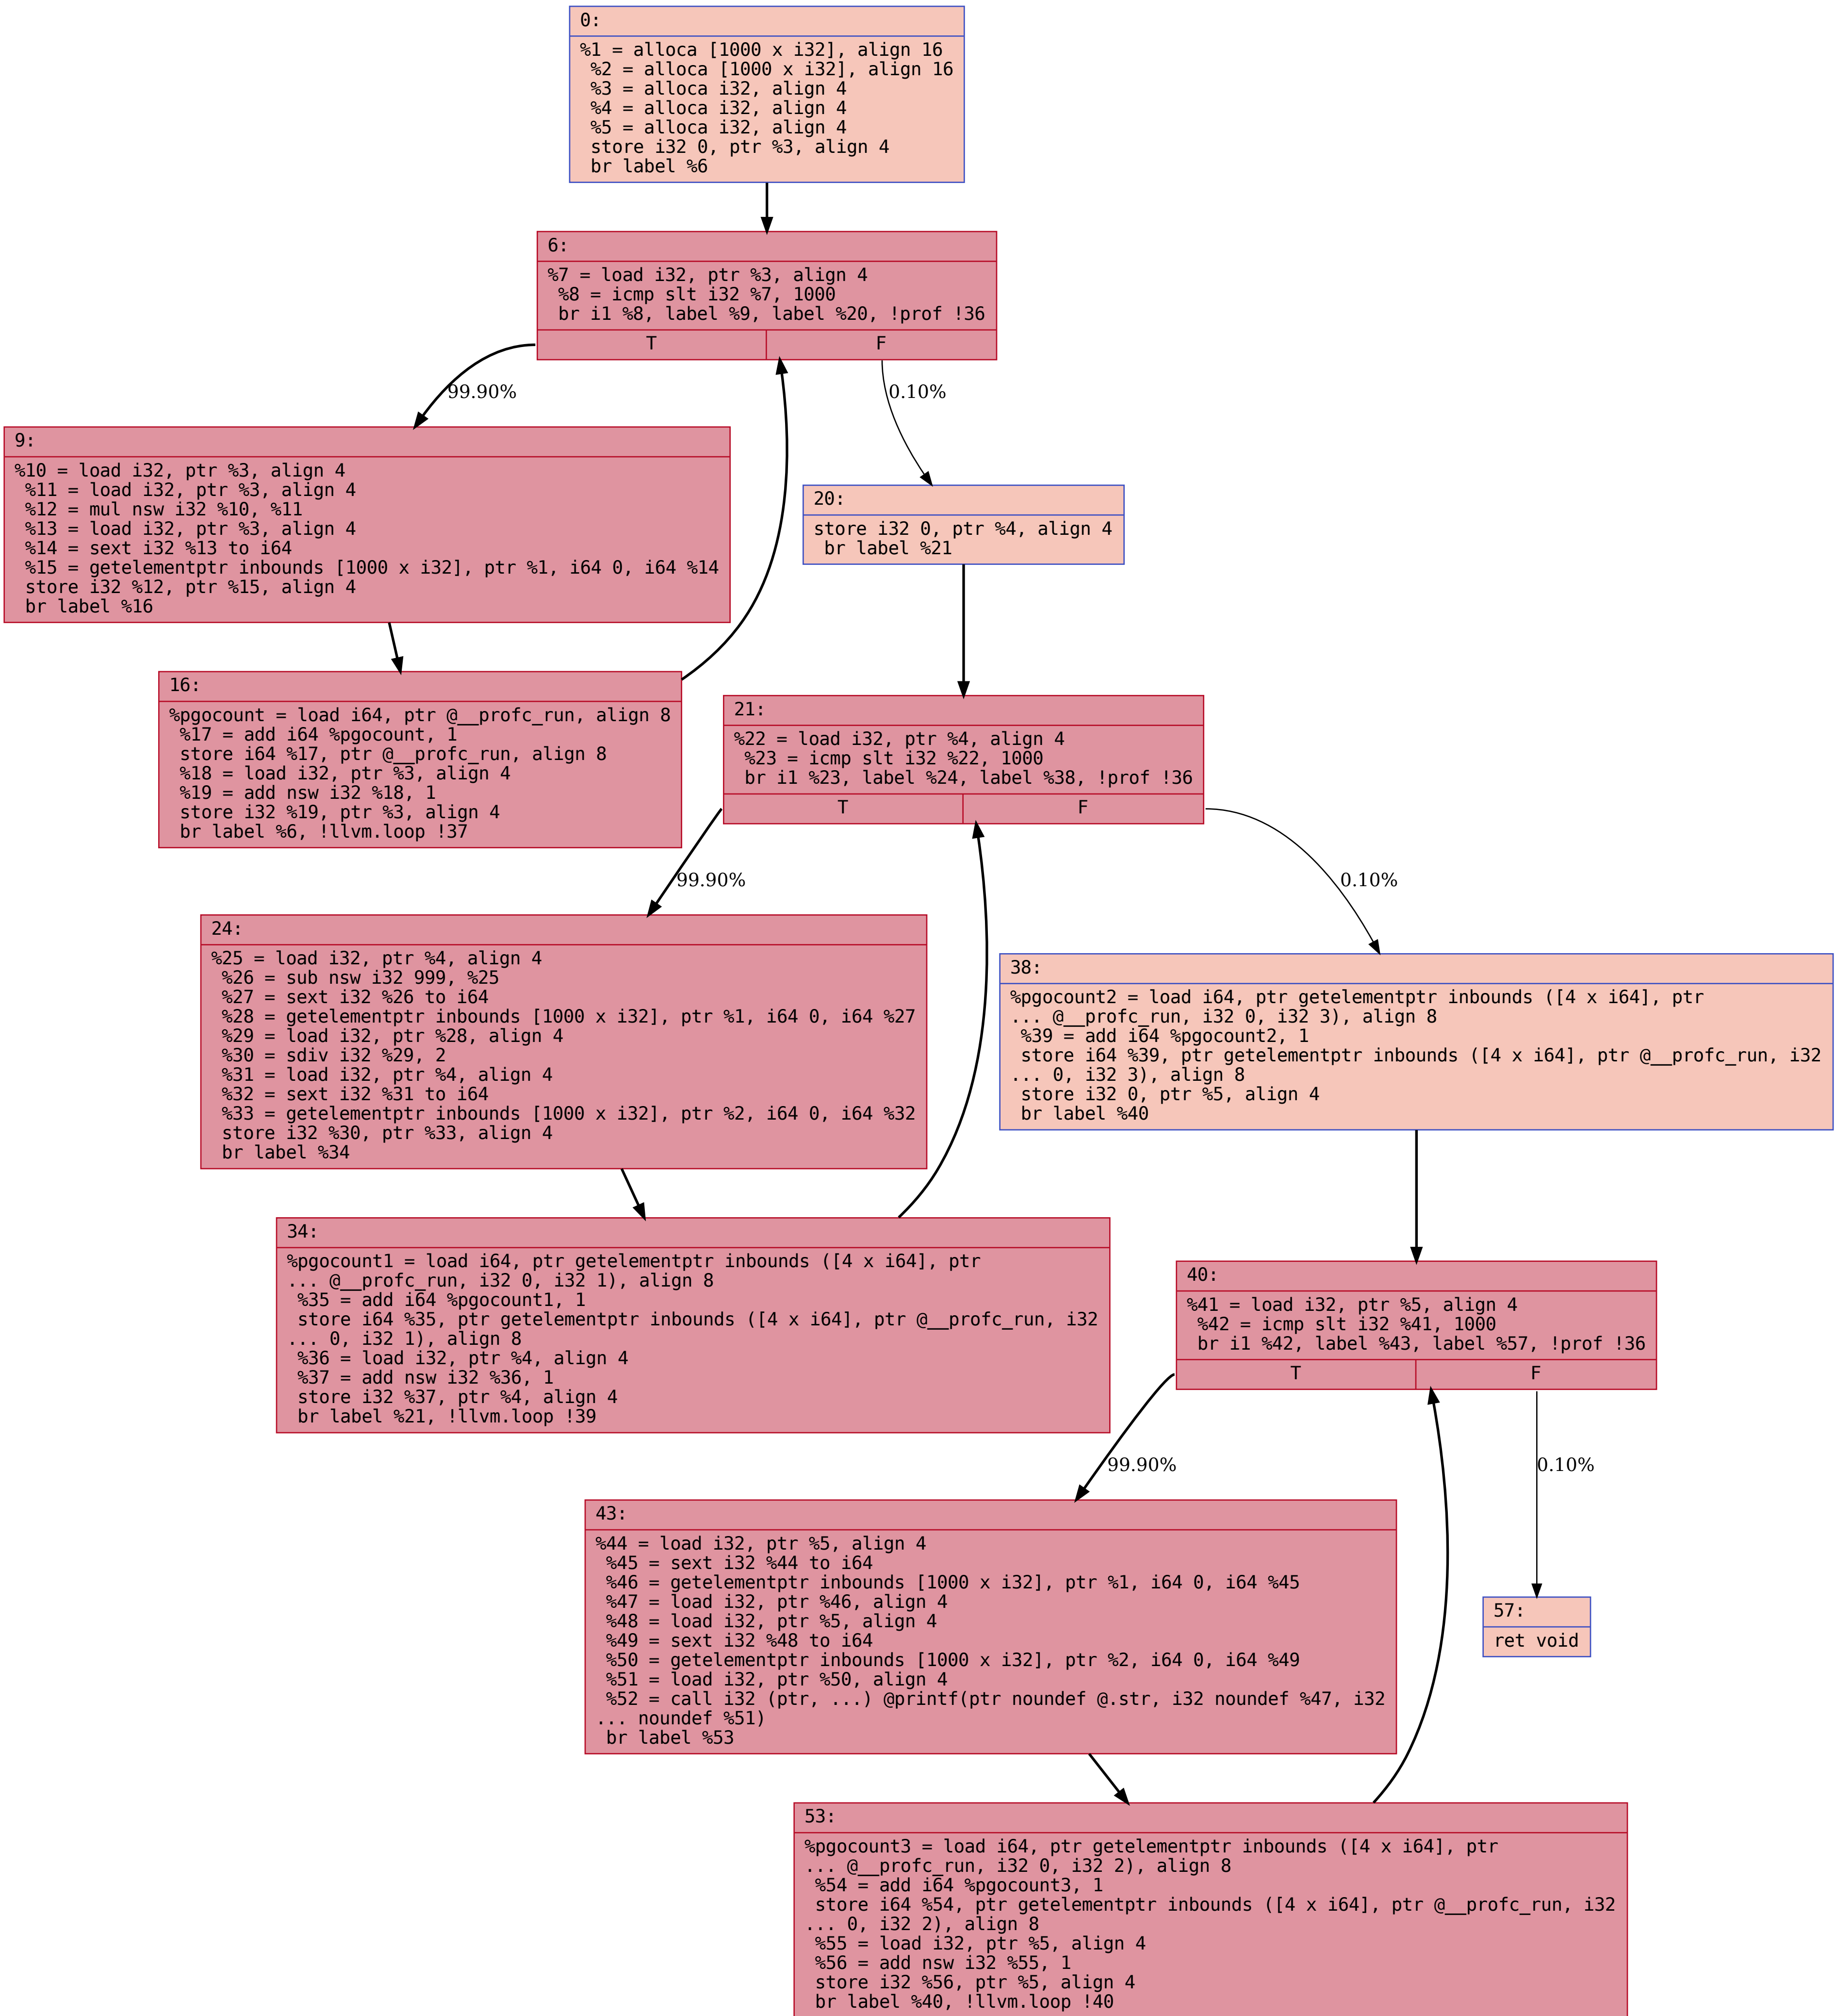 0:
%1 = alloca [1000 x i32], align 16
%2 = alloca [1000 x i32], align 16
%3 = alloca i32, align 4
%4 = alloca i32, align 4
%5 = alloca i32, align 4
store i32 0, ptr %3, align 4
br label %6
6:
%7 = load i32, ptr %3, align 4
%8 = icmp slt i32 %7, 1000
br i1 %8, label %9, label %20, !prof !36
T F
99.90% 0.10%
9:
%10 = load i32, ptr %3, align 4
%11 = load i32, ptr %3, align 4
%12 = mul nsw i32 %10, %11
%13 = load i32, ptr %3, align 4
%14 = sext i32 %13 to i64
%15 = getelementptr inbounds [1000 x i32], ptr %1, i64 0, i64 %14
store i32 %12, ptr %15, align 4
br label %16
20:
store i32 0, ptr %4, align 4
br label %21
16:
%pgocount = load i64, ptr @__profc_run, align 8
%17 = add i64 %pgocount, 1
store i64 %17, ptr @__profc_run, align 8
%18 = load i32, ptr %3, align 4
%19 = add nsw i32 %18, 1
store i32 %19, ptr %3, align 4
br label %6, !llvm.loop !37
21:
%22 = load i32, ptr %4, align 4
%23 = icmp slt i32 %22, 1000
br i1 %23, label %24, label %38, !prof !36
T F
99.90% 0.10%
24:
%25 = load i32, ptr %4, align 4
%26 = sub nsw i32 999, %25
%27 = sext i32 %26 to i64
%28 = getelementptr inbounds [1000 x i32], ptr %1, i64 0, i64 %27
%29 = load i32, ptr %28, align 4
%30 = sdiv i32 %29, 2
%31 = load i32, ptr %4, align 4
%32 = sext i32 %31 to i64
%33 = getelementptr inbounds [1000 x i32], ptr %2, i64 0, i64 %32
store i32 %30, ptr %33, align 4
br label %34
38:
%pgocount2 = load i64, ptr getelementptr inbounds ([4 x i64], ptr
... @__profc_run, i32 0, i32 3), align 8
%39 = add i64 %pgocount2, 1
store i64 %39, ptr getelementptr inbounds ([4 x i64], ptr @__profc_run, i32
... 0, i32 3), align 8
store i32 0, ptr %5, align 4
br label %40
34:
%pgocount1 = load i64, ptr getelementptr inbounds ([4 x i64], ptr
... @__profc_run, i32 0, i32 1), align 8
%35 = add i64 %pgocount1, 1
store i64 %35, ptr getelementptr inbounds ([4 x i64], ptr @__profc_run, i32
... 0, i32 1), align 8
%36 = load i32, ptr %4, align 4
%37 = add nsw i32 %36, 1
store i32 %37, ptr %4, align 4
br label %21, !llvm.loop !39
40:
%41 = load i32, ptr %5, align 4
%42 = icmp slt i32 %41, 1000
br i1 %42, label %43, label %57, !prof !36
T F
99.90% 0.10%
43:
%44 = load i32, ptr %5, align 4
%45 = sext i32 %44 to i64
%46 = getelementptr inbounds [1000 x i32], ptr %1, i64 0, i64 %45
%47 = load i32, ptr %46, align 4
%48 = load i32, ptr %5, align 4
%49 = sext i32 %48 to i64
%50 = getelementptr inbounds [1000 x i32], ptr %2, i64 0, i64 %49
%51 = load i32, ptr %50, align 4
%52 = call i32 (ptr, ...) @printf(ptr noundef @.str, i32 noundef %47, i32
... noundef %51)
br label %53
57:
ret void
53:
%pgocount3 = load i64, ptr getelementptr inbounds ([4 x i64], ptr
... @__profc_run, i32 0, i32 2), align 8
%54 = add i64 %pgocount3, 1
store i64 %54, ptr getelementptr inbounds ([4 x i64], ptr @__profc_run, i32
... 0, i32 2), align 8
%55 = load i32, ptr %5, align 4
%56 = add nsw i32 %55, 1
store i32 %56, ptr %5, align 4
br label %40, !llvm.loop !40